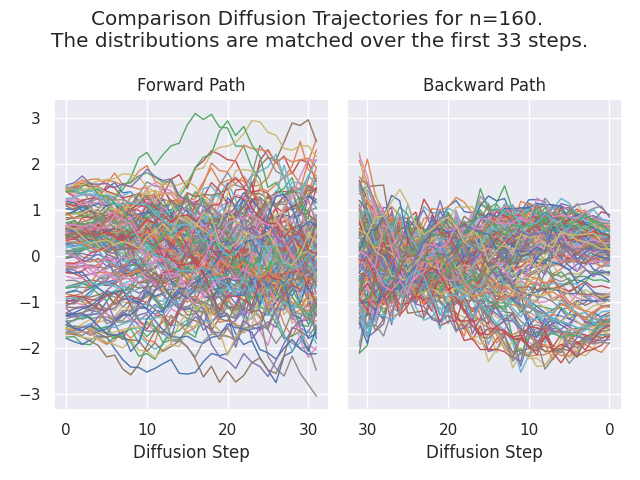 Comparison Diffusion Trajectories for n=160.
The distributions are matched over the first 33 steps.
Forward Path
Backward Path
3
2
1
0
−1
−2
−3
0 10 20 30
30 20 10 0
Diffusion Step
Diffusion Step